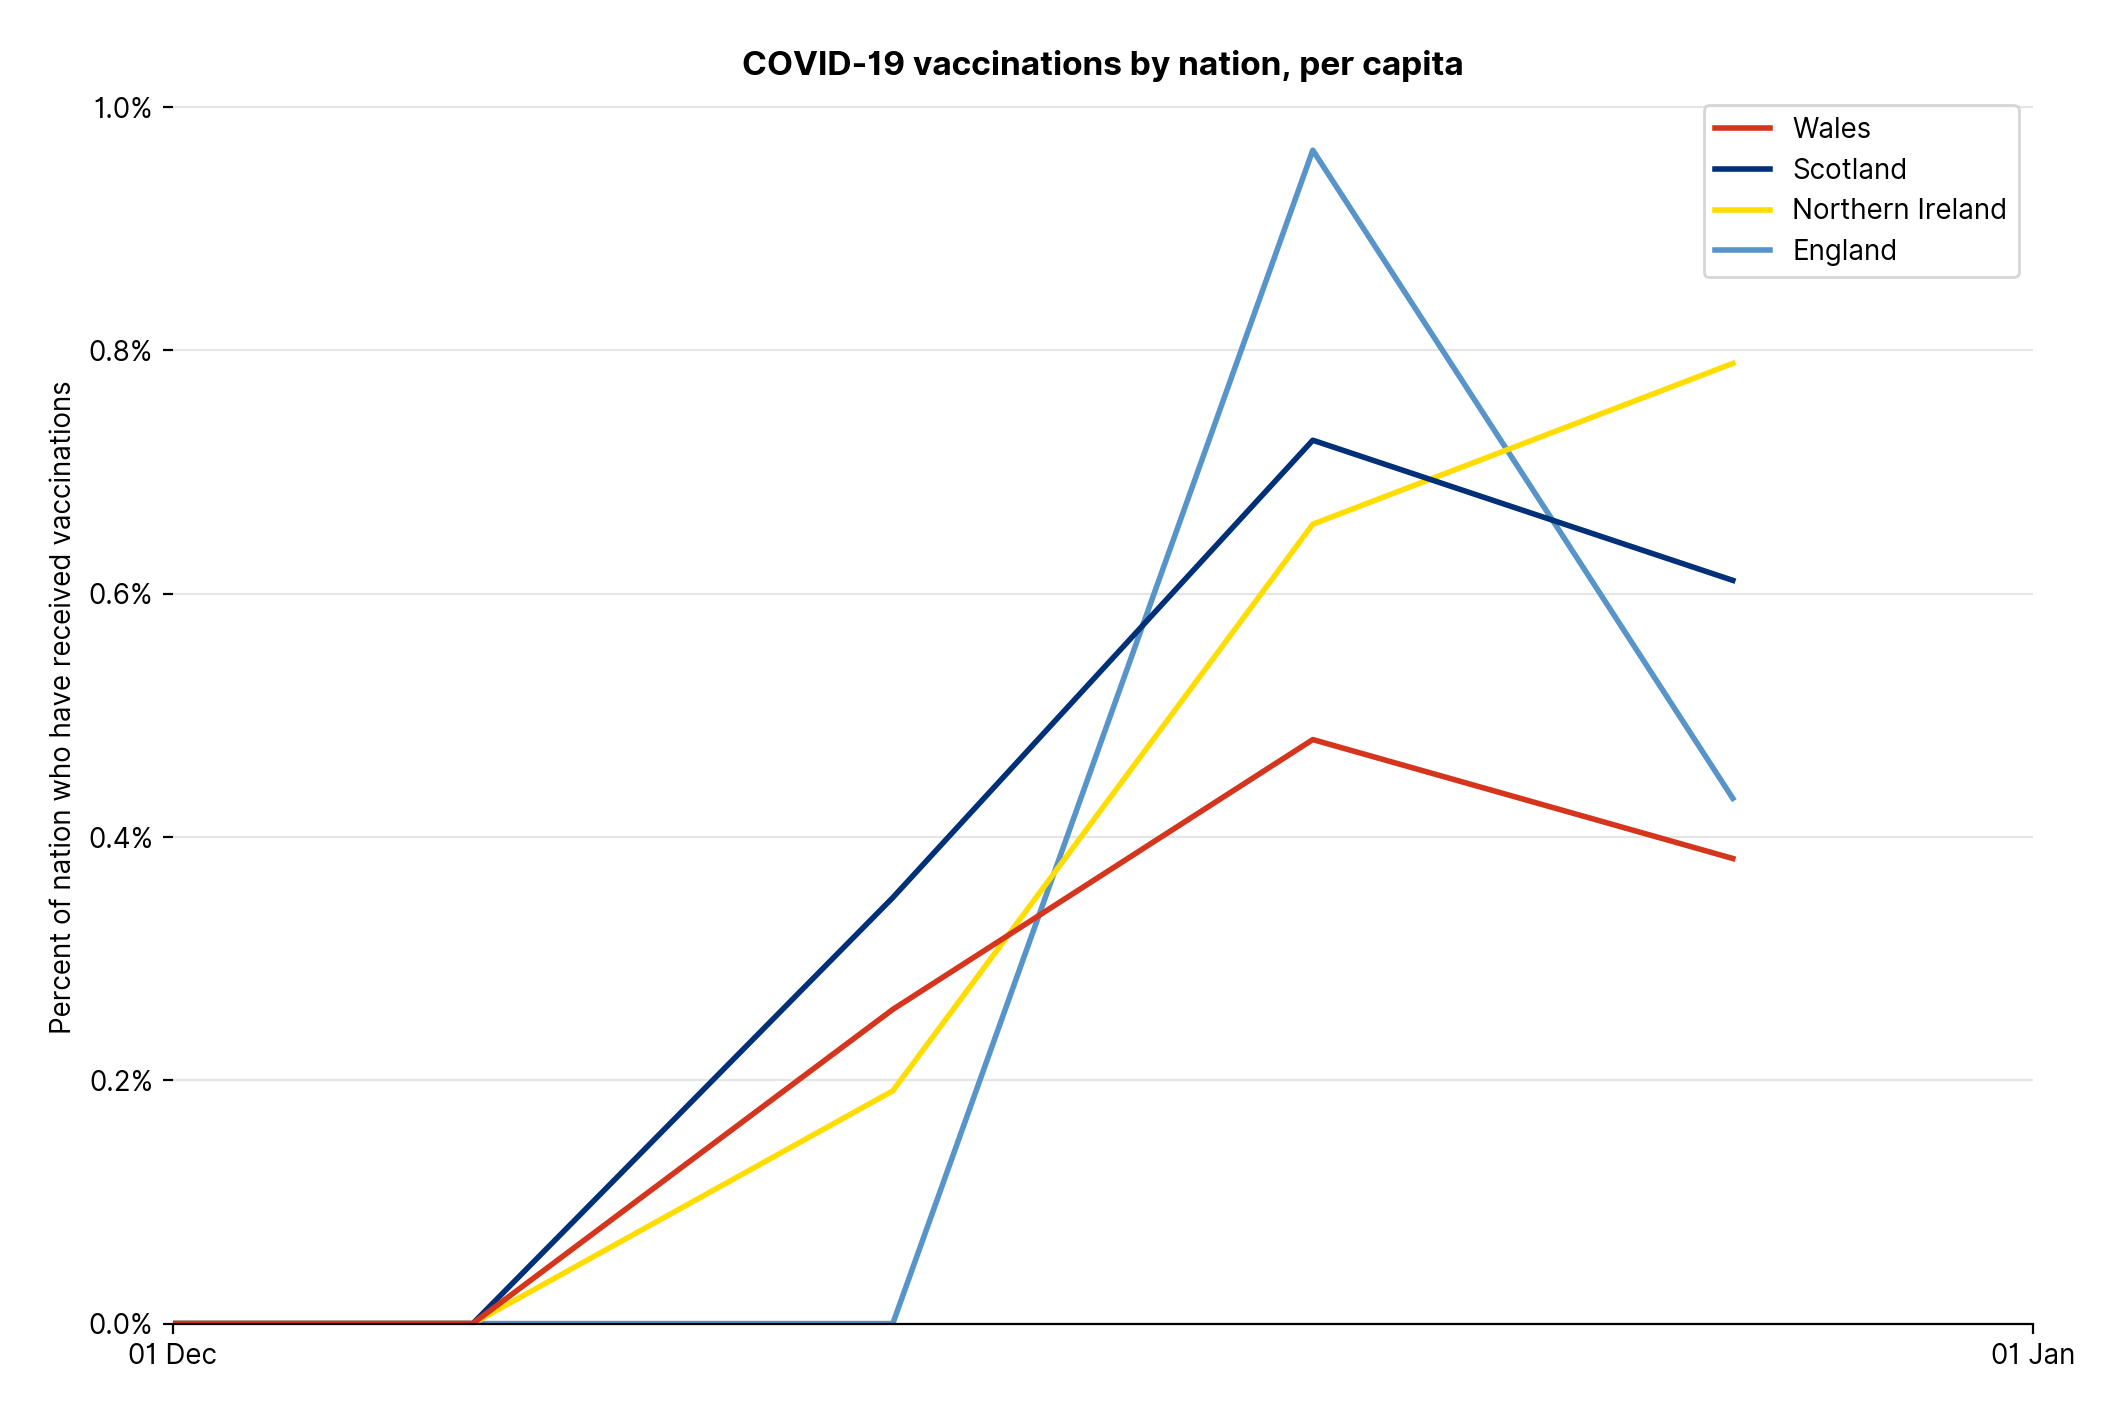 COVID-19 vaccinations by nation, per capita
1.0%
0.8%
0.6%
0.4%
0.2%
0.0%
Percent of nation who have received vaccinations
Wales
Scotland
Northern Ireland
England
01 Dec
01 Jan